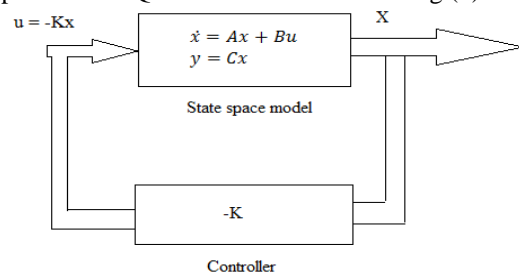 u = -Kx
X
ẋ = Ax + Bu
y = Cx
State space model
-K
Controller